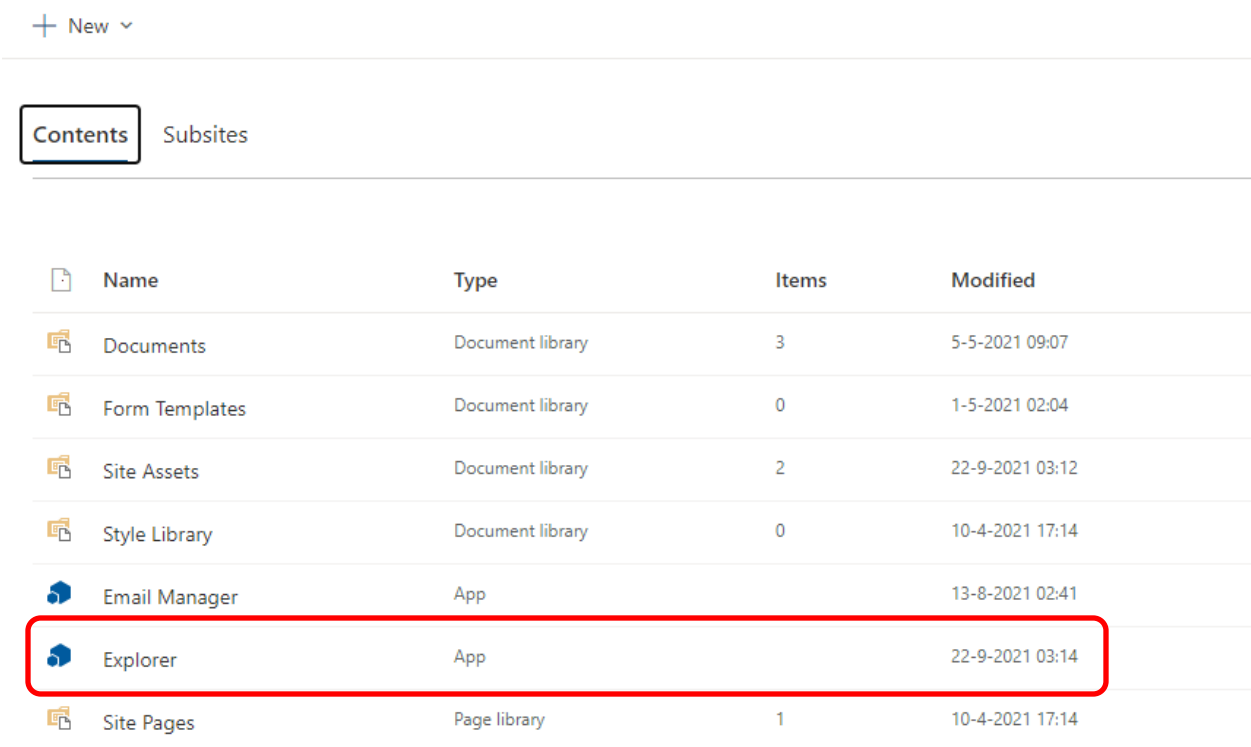 New
Contents Subsites
Name Type Items Modified
Documents Document library 3 5-5-2021 09:07
Form Templates Document library 0 1-5-2021 02:04
Site Assets Document library 2 22-9-2021 03:12
Style Library Document library 0 10-4-2021 17:14
Email Manager App 13-8-2021 02:41
Explorer App 22-9-2021 03:14
Site Pages Page library 1 10-4-2021 17:14